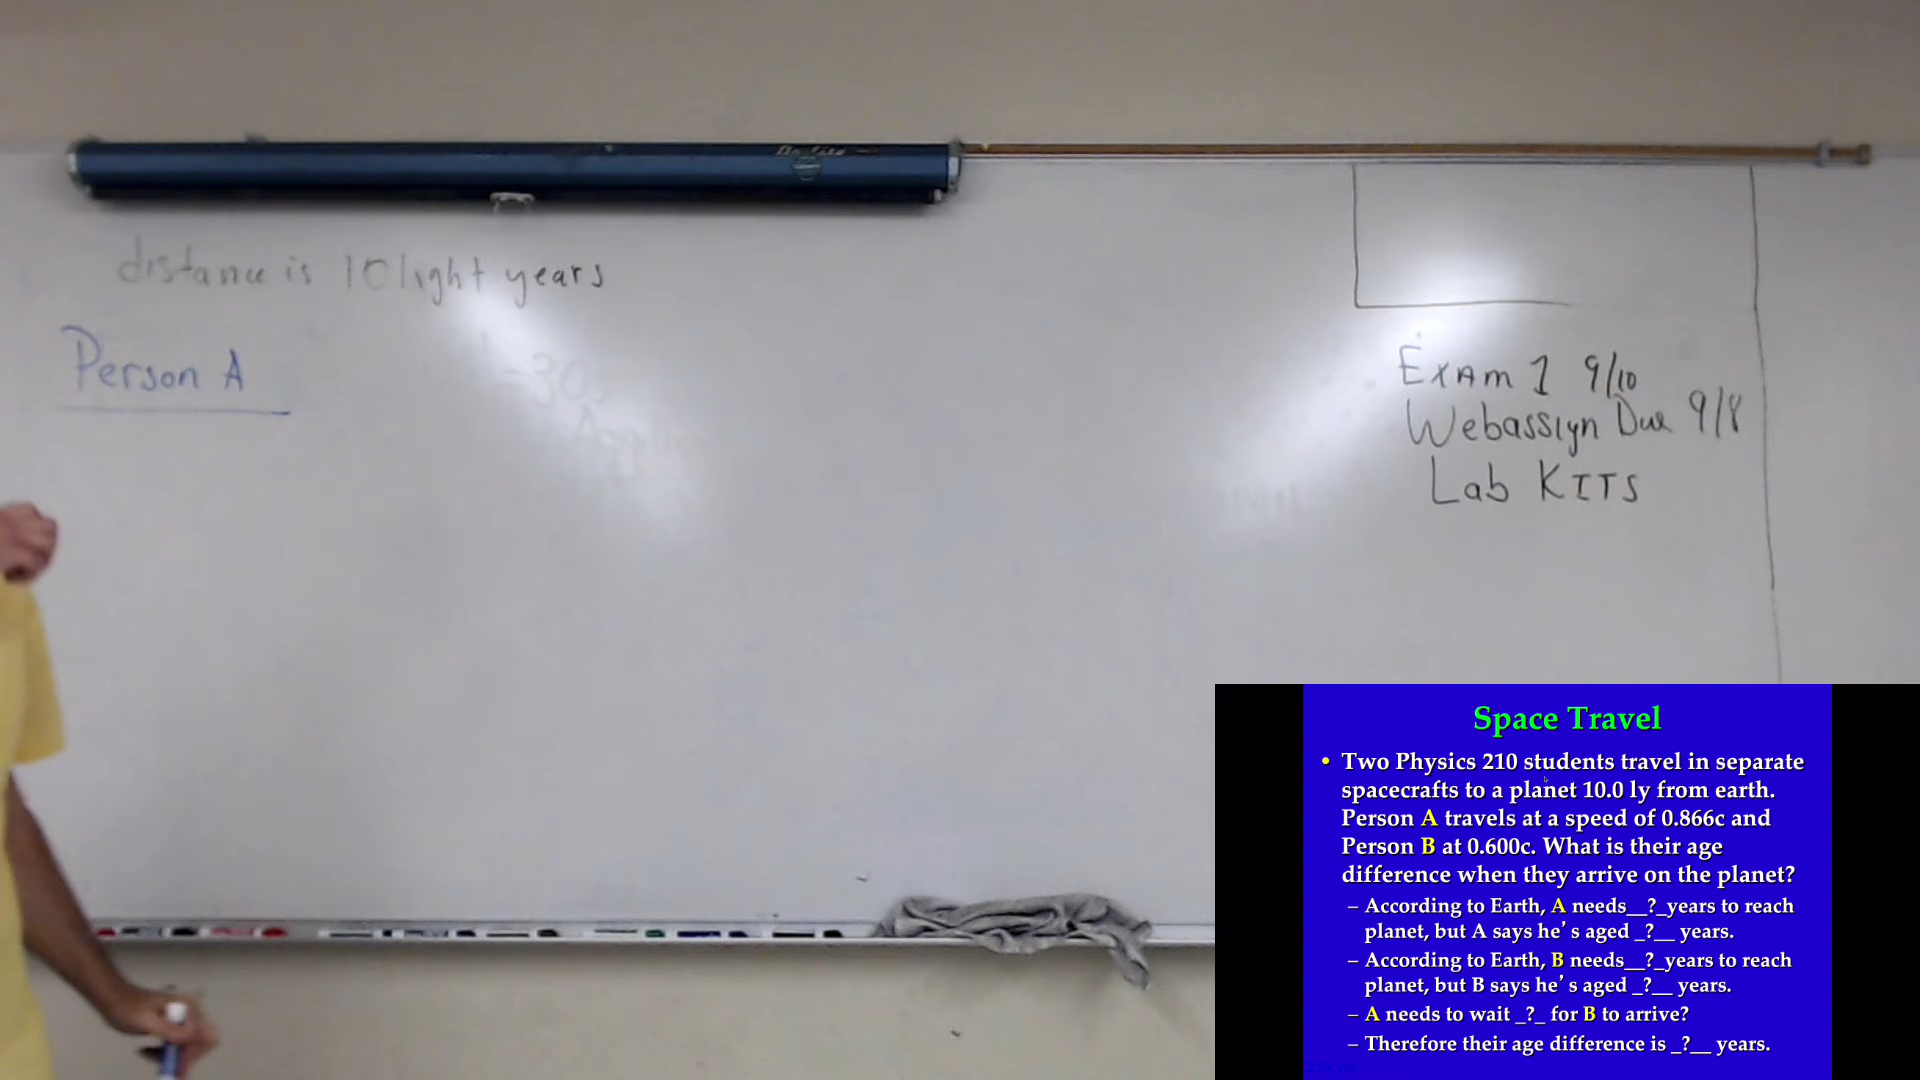 distance is 10 light years
Person A
-30
Exam 1 9/10
Webassign Due 9/8
Lab KITS
Space Travel
• Two Physics 210 students travel in separate
spacecrafts to a planet 10.0 ly from earth.
Person A travels at a speed of 0.866c and
Person B at 0.600c. What is their age
difference when they arrive on the planet?
– According to Earth, A needs__?_years to reach
planet, but A says he's aged _?__ years.
– According to Earth, B needs__?_years to reach
planet, but B says he's aged _?__ years.
– A needs to wait _?_ for B to arrive?
– Therefore their age difference is _?__ years.